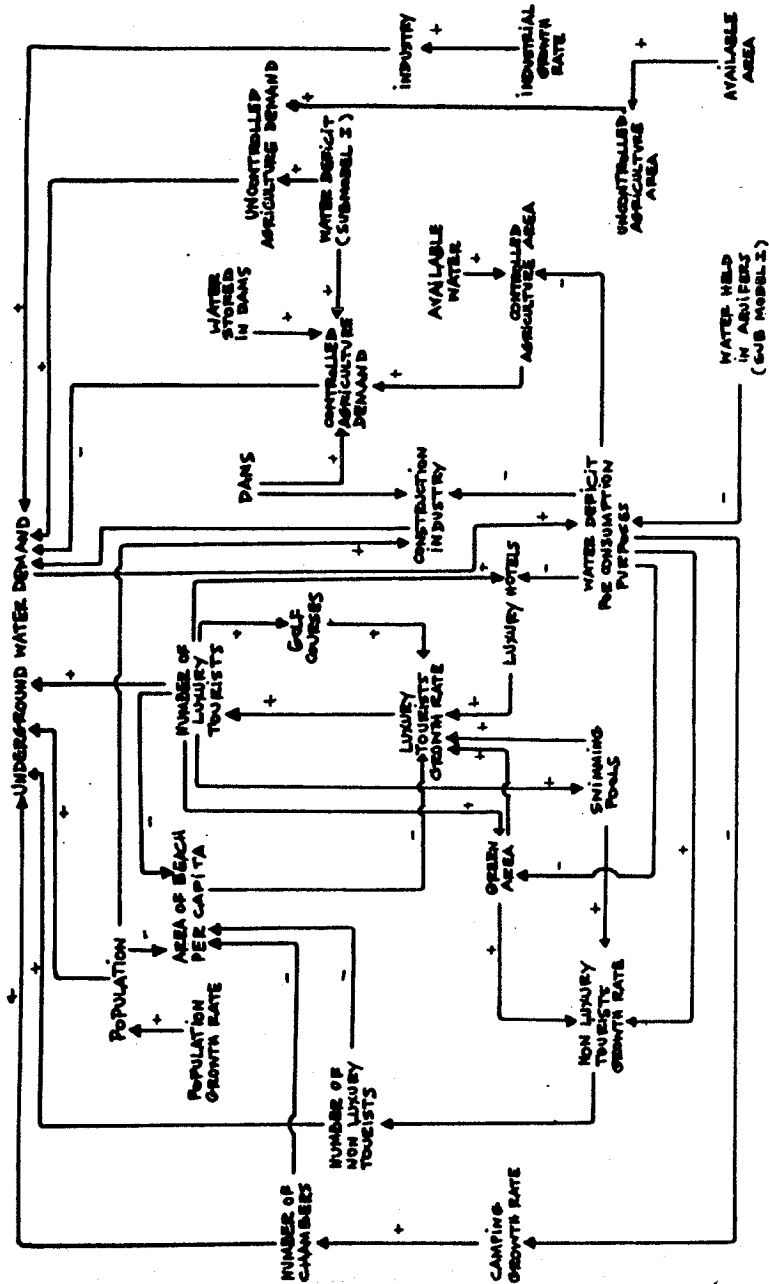 UNDERGROUND WATER DEMAND
POPULATION
POPULATION
GROWTH RATE
AREA OF BEACH
PER CAPITA
NUMBER OF
LUXURY
TOURISTS
GOLF
COURSES
DAMS
WATER
STORED
IN DAMS
UNCONTROLLED
AGRICULTURE DEMAND
WATER DEFICIT
(SUBMODEL I)
INDUSTRY
INDUSTRIAL
GROWTH
RATE
NUMBER OF
CHAMBERS
NUMBER OF
NON LUXURY
TOURISTS
LUXURY
TOURISTS
GROWTH RATE
LUXURY HOTELS
CONSTRUCTION
INDUSTRY
CONTROLLED
AGRICULTURE
DEMAND
AVAILABLE
WATER
CONTROLLED
AGRICULTURE AREA
CAMPING
GROWTH RATE
NON LUXURY
TOURISTS
GROWTH RATE
GREEN
AREA
SWIMMING
POOLS
WATER DEFICIT
FOR CONSUMPTION
PURPOSES
UNCONTROLLED
AGRICULTURE
AREA
WATER HELD
IN AQUIFERS
(SUB MODEL I)
AVAILABLE
AREA